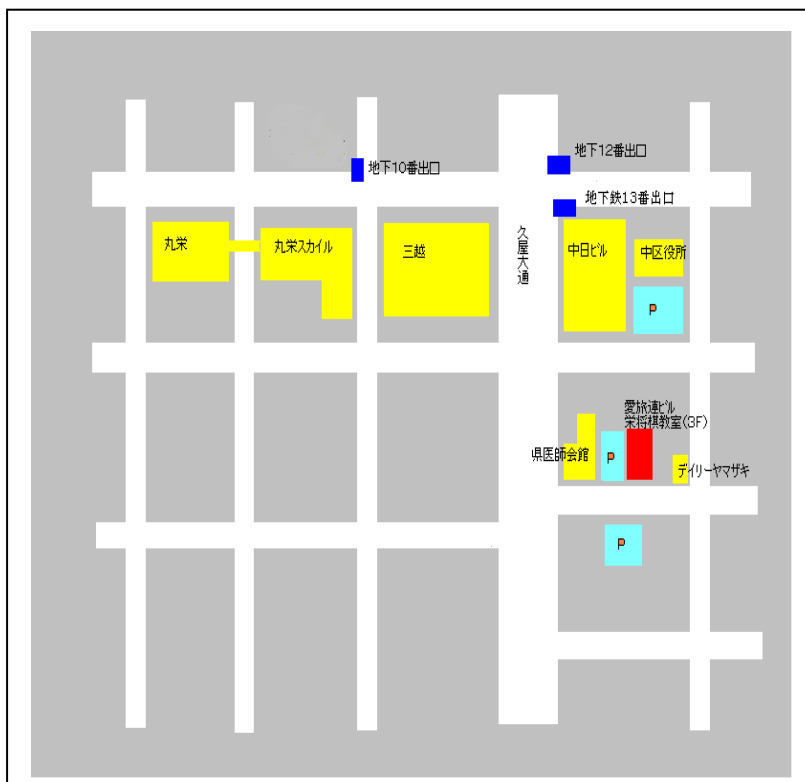 地下12番出口
地下10番出口
地下鉄13番出口
丸栄
丸栄スカイル
三越
久屋大通
中日ビル
中区役所
P
愛旅連ビル
栄将棋教室(3F)
県医師会館
P
デイリーヤマザキ
P